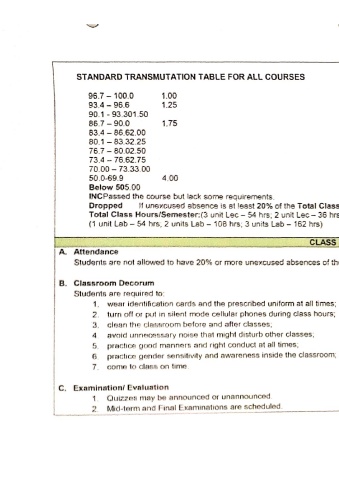 STANDARD TRANSMUTATION TABLE FOR ALL COURSES
96.7 – 100.0 1.00
93.4 – 96.6 1.25
90.1 - 93.301.50
86.7 – 90.0 1.75
83.4 – 86.62.00
80.1 – 83.32.25
76.7 – 80.02.50
73.4 – 76.62.75
70.00 – 73.33.00
50.0-69.9 4.00
Below 505.00
INCPassed the course but lack some requirements.
Dropped If unexcused absence is at least 20% of the Total Class
Total Class Hours/Semester:(3 unit Lec – 54 hrs; 2 unit Lec – 36 hrs
(1 unit Lab – 54 hrs; 2 units Lab – 108 hrs; 3 units Lab – 162 hrs)
CLASS
A. Attendance
Students are not allowed to have 20% or more unexcused absences of the
B. Classroom Decorum
Students are required to:
1. wear identification cards and the prescribed uniform at all times;
2. turn off or put in silent mode cellular phones during class hours;
3. clean the classroom before and after classes;
4. avoid unnecessary noise that might disturb other classes;
5. practice good manners and right conduct at all times;
6. practice gender sensitivity and awareness inside the classroom;
7. come to class on time.
C. Examination/ Evaluation
1. Quizzes may be announced or unannounced.
2. Mid-term and Final Examinations are scheduled.